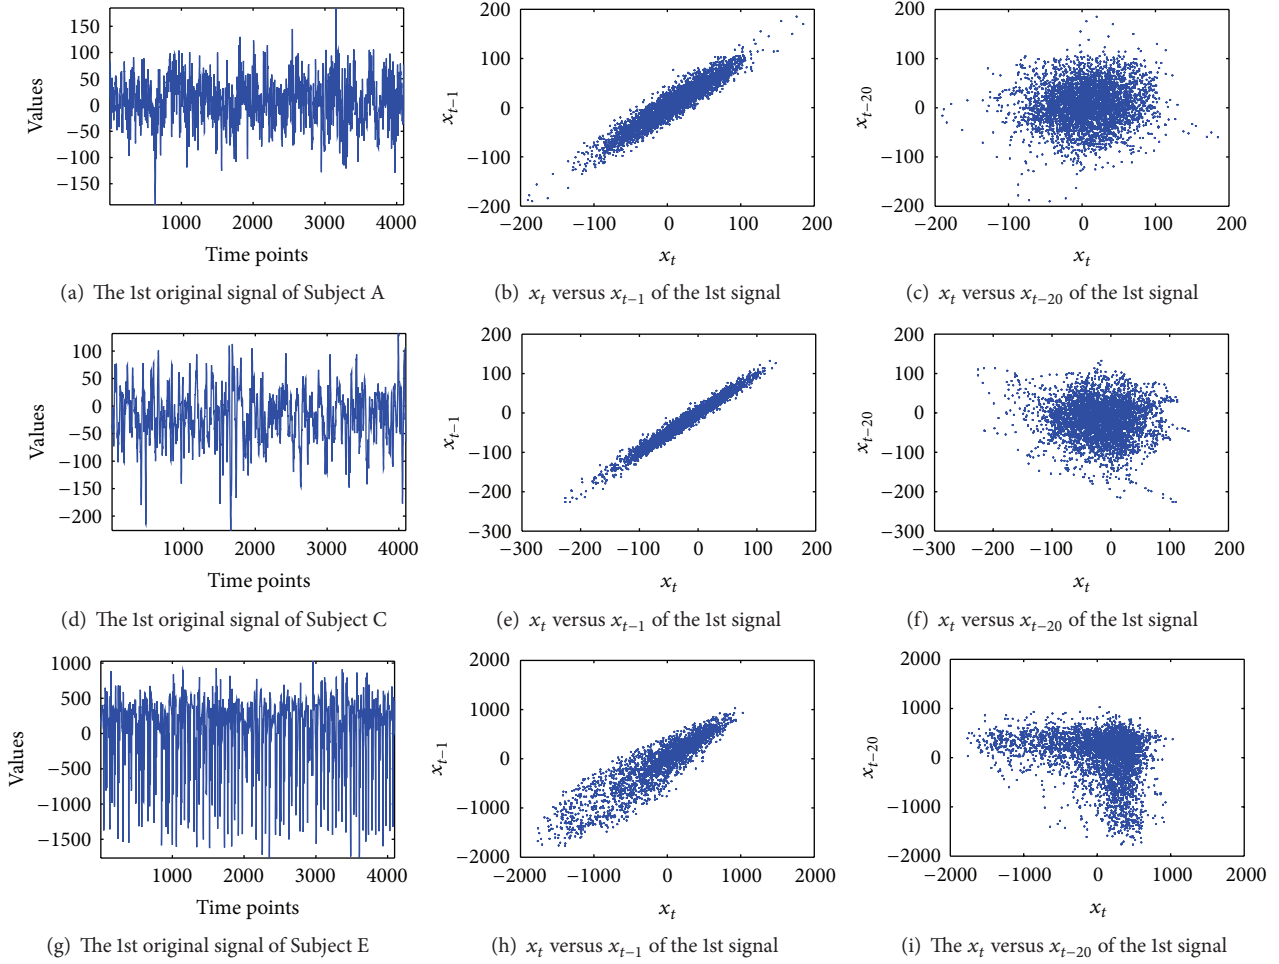 150
100
50
0
−50
−100
−150
Values
1000 2000 3000 4000
Time points
(a) The 1st original signal of Subject A
200
100
0
−100
−200
x_{t−1}
−200 −100 0 100 200
x_t
(b) x_t versus x_{t−1} of the 1st signal
200
100
0
−100
−200
x_{t−20}
−200 −100 0 100 200
x_t
(c) x_t versus x_{t−20} of the 1st signal
100
50
0
−50
−100
−150
−200
Values
1000 2000 3000 4000
Time points
(d) The 1st original signal of Subject C
200
100
0
−100
−200
−300
x_{t−1}
−300 −200 −100 0 100 200
x_t
(e) x_t versus x_{t−1} of the 1st signal
200
100
0
−100
−200
−300
x_{t−20}
−300 −200 −100 0 100 200
x_t
(f) x_t versus x_{t−20} of the 1st signal
1000
500
0
−500
−1000
−1500
Values
1000 2000 3000 4000
Time points
(g) The 1st original signal of Subject E
2000
1000
0
−1000
−2000
x_{t−1}
−2000 −1000 0 1000 2000
x_t
(h) x_t versus x_{t−1} of the 1st signal
2000
1000
0
−1000
−2000
x_{t−20}
−2000 −1000 0 1000 2000
x_t
(i) The x_t versus x_{t−20} of the 1st signal